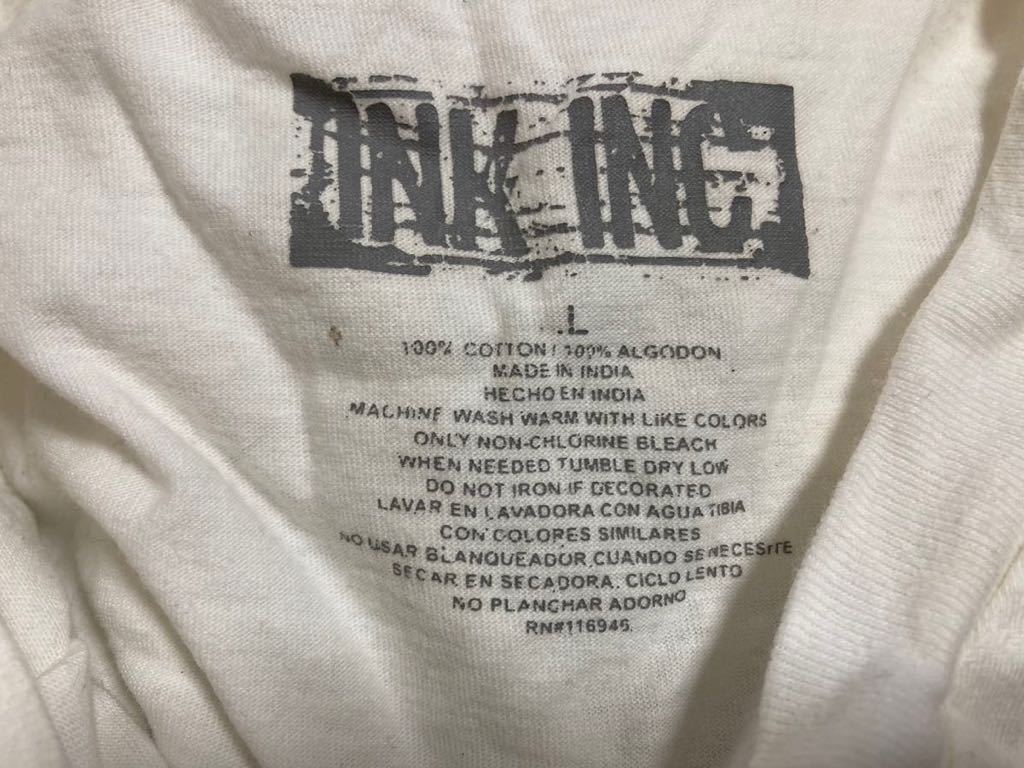 INK INC
L
100% COTTON / 100% ALGODON
MADE IN INDIA
HECHO EN INDIA
MACHINE WASH WARM WITH LIKE COLORS
ONLY NON-CHLORINE BLEACH
WHEN NEEDED TUMBLE DRY LOW
DO NOT IRON IF DECORATED
LAVAR EN LAVADORA CON AGUA TIBIA
CON COLORES SIMILARES
NO USAR BLANQUEADOR CUANDO SE NECESITE
SECAR EN SECADORA. CICLO LENTO
NO PLANCHAR ADORNO
RN#116946